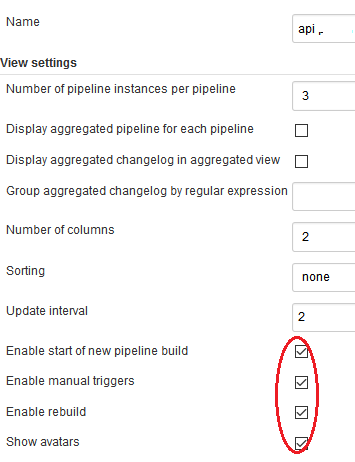 Name
api
View settings
Number of pipeline instances per pipeline
3
Display aggregated pipeline for each pipeline
Display aggregated changelog in aggregated view
Group aggregated changelog by regular expression
Number of columns
2
Sorting
none
Update interval
2
Enable start of new pipeline build
Enable manual triggers
Enable rebuild
Show avatars